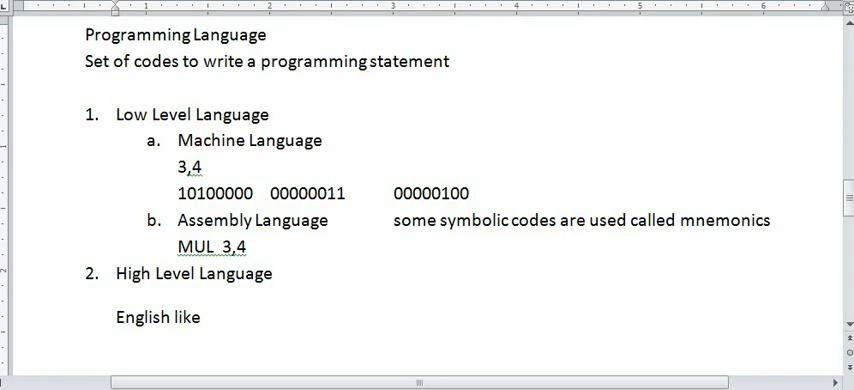 Programming Language
Set of codes to write a programming statement
1. Low Level Language
a. Machine Language
3,4
10100000 00000011 00000100
b. Assembly Language some symbolic codes are used called mnemonics
MUL 3,4
2. High Level Language
English like